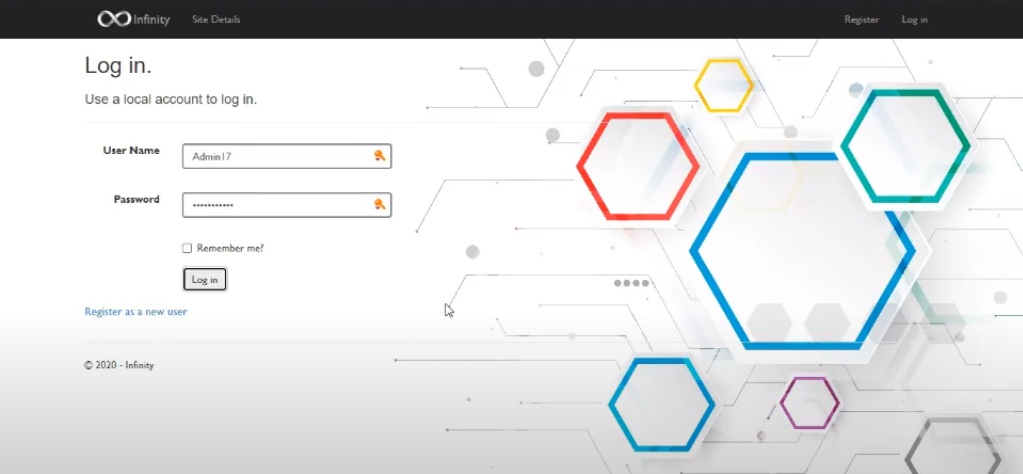 Infinity Site Details Register Log in
Log in.
Use a local account to log in.
User Name Admin17
Password •••••••••••
Remember me?
Log in
Register as a new user
© 2020 - Infinity